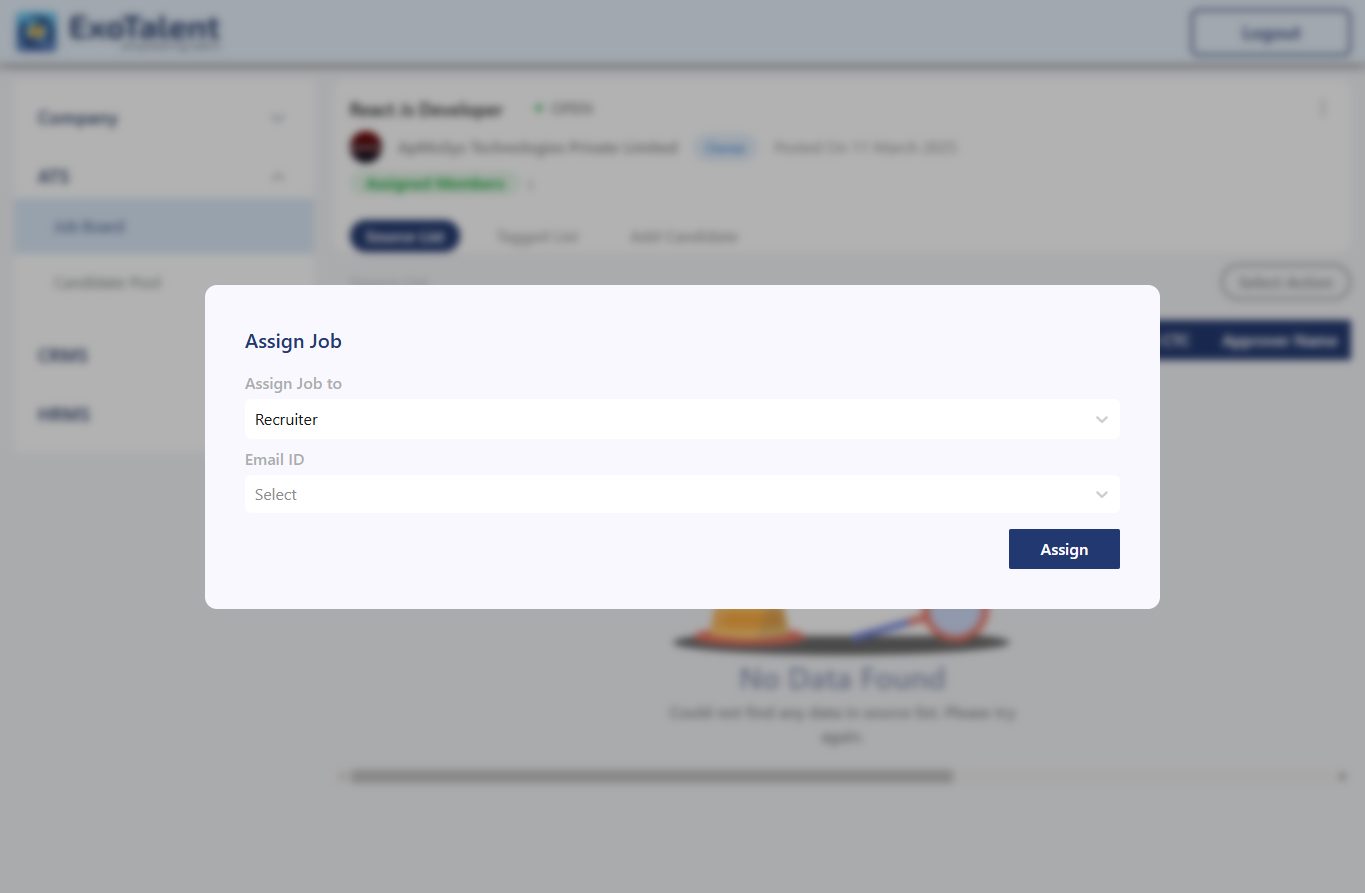 ExoTalent
Logout
Company
React Js Developer
OPEN
Technologies Private Limited
Owner
Posted On 11 March 2023
ATS
Assigned Members
Job Board
Source List
Tagged List
Add Candidate
Candidate Pool
Source List
Select Action
Assign Job
CTC
Approver Name
CRMS
Assign Job to
HRMS
Recruiter
Email ID
Select
Assign
No Data Found
Could not find any data in source list. Please try
again.